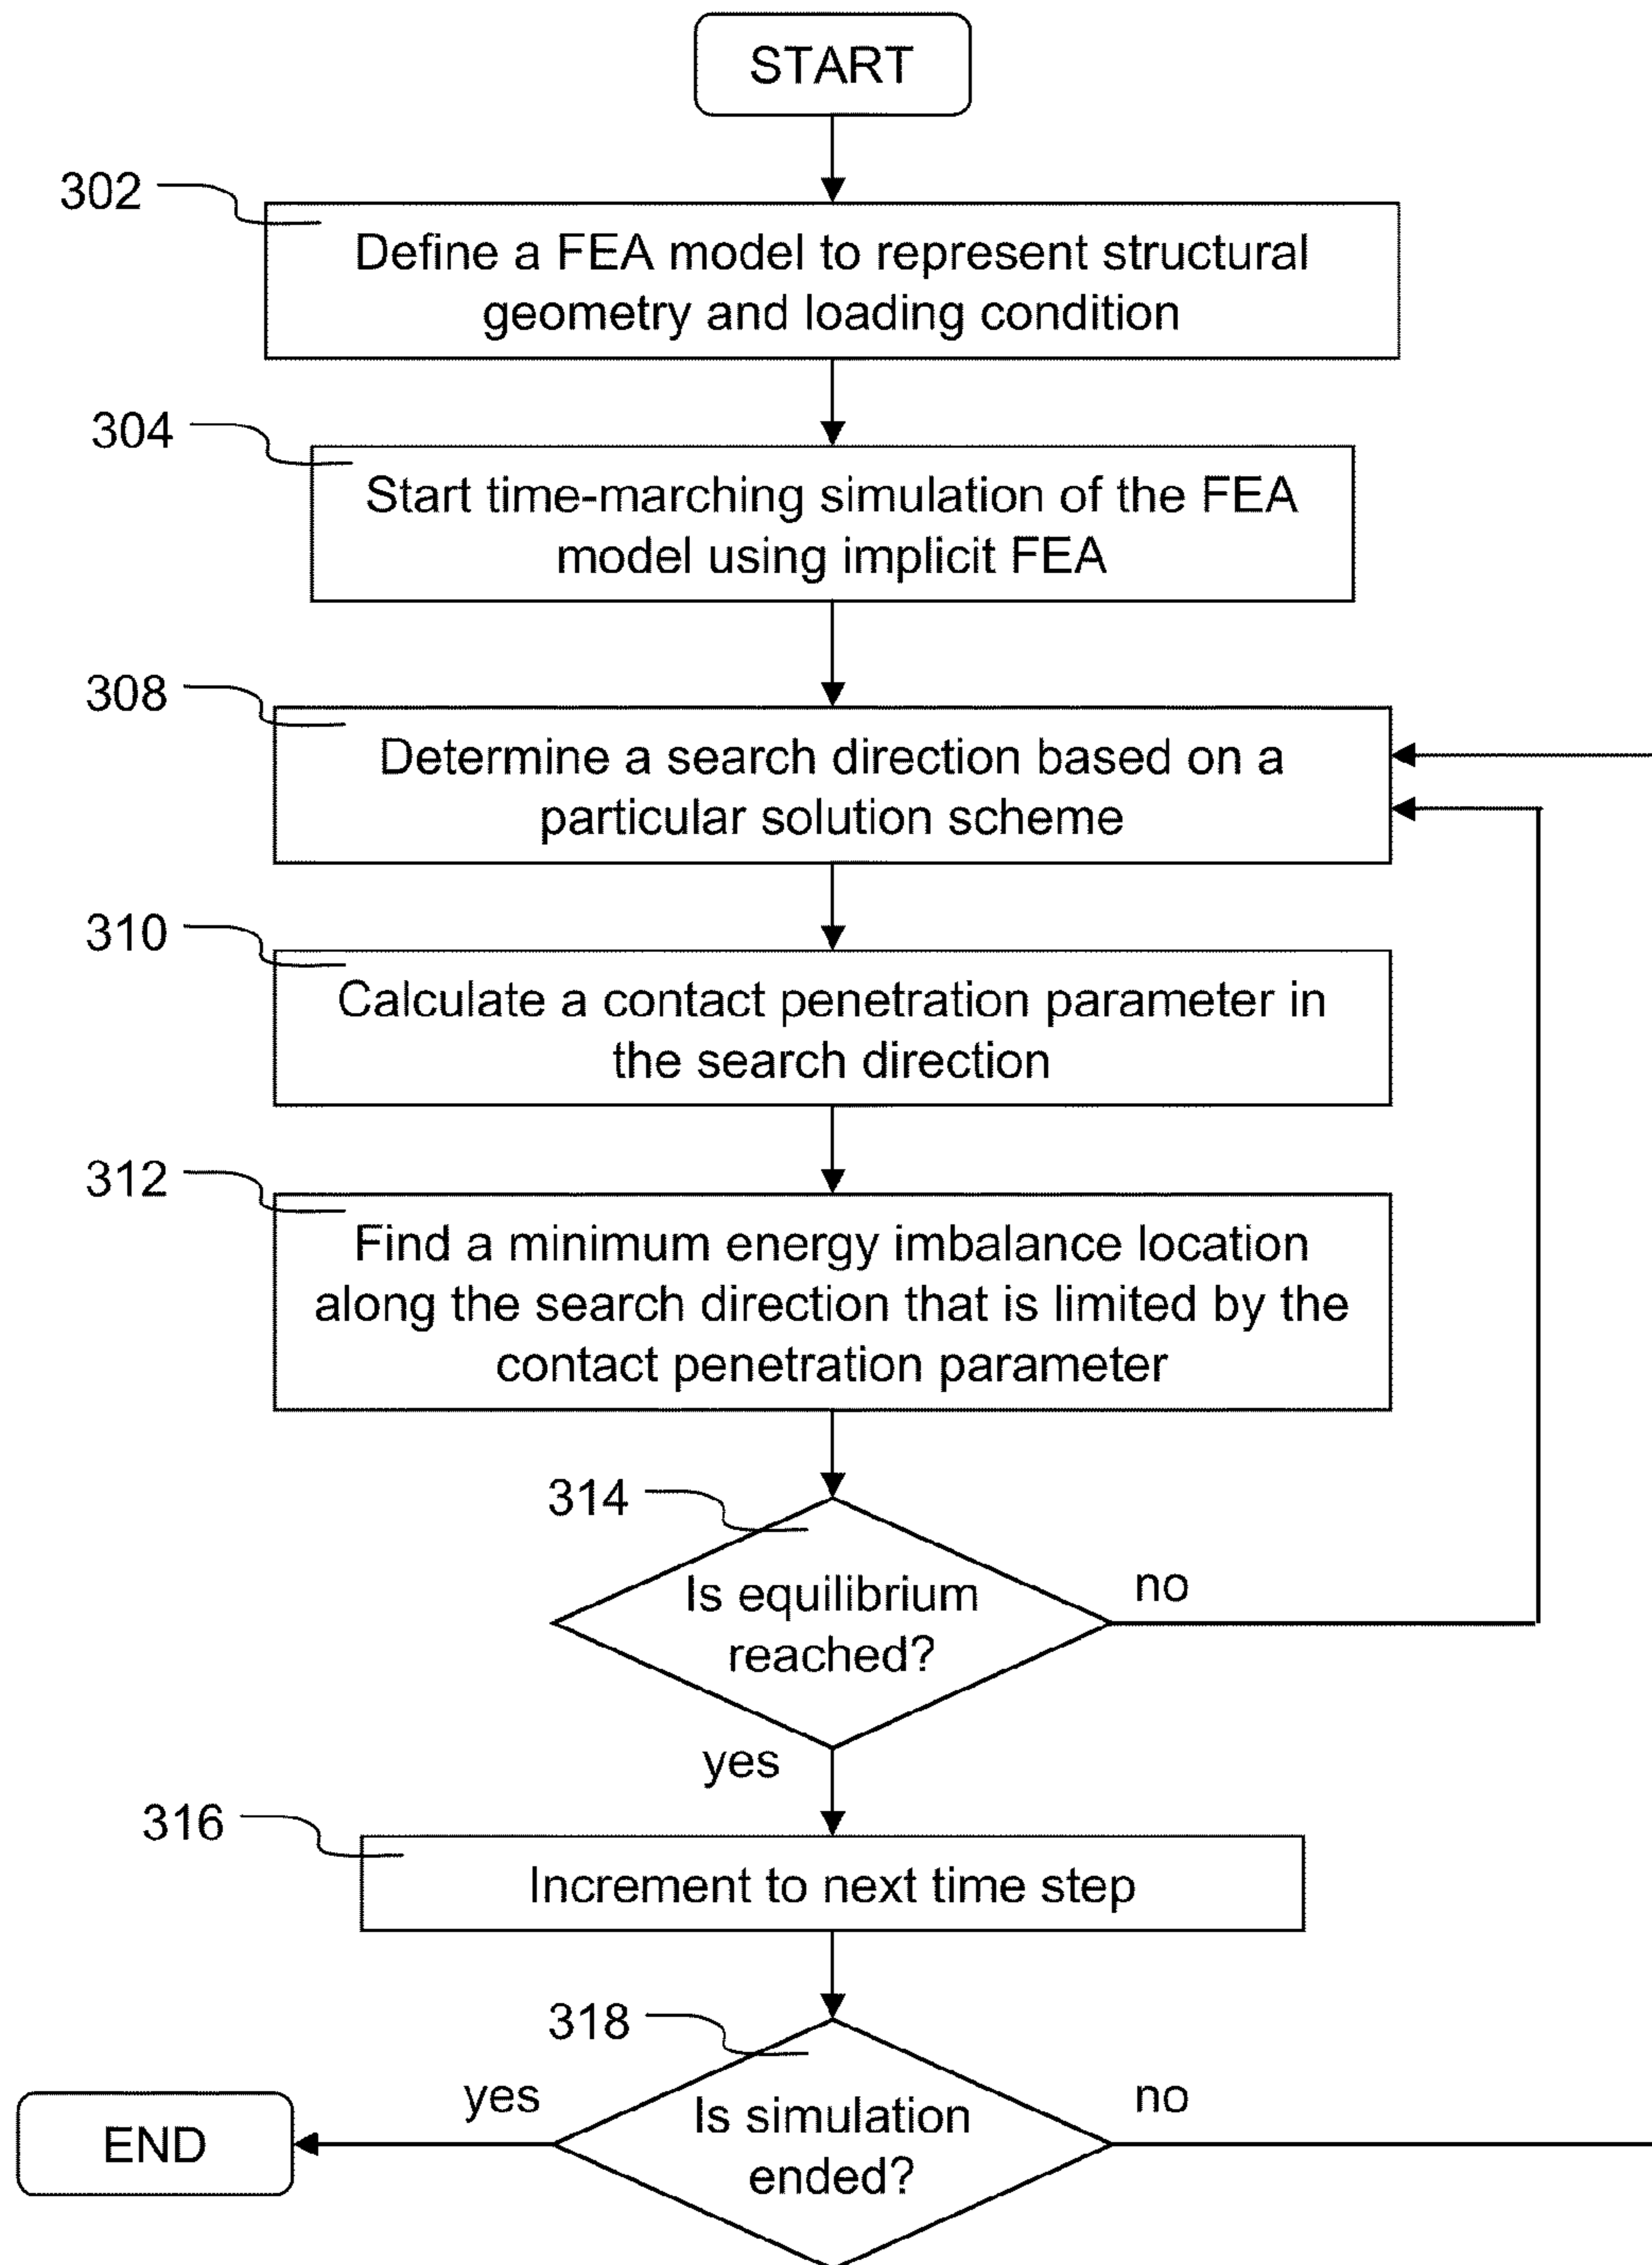 START
302
Define a FEA model to represent structural
geometry and loading condition
304
Start time-marching simulation of the FEA
model using implicit FEA
308
Determine a search direction based on a
particular solution scheme
310
Calculate a contact penetration parameter in
the search direction
312
Find a minimum energy imbalance location
along the search direction that is limited by the
contact penetration parameter
314
Is equilibrium
reached?
no
yes
316
Increment to next time step
318
Is simulation
ended?
yes
no
END